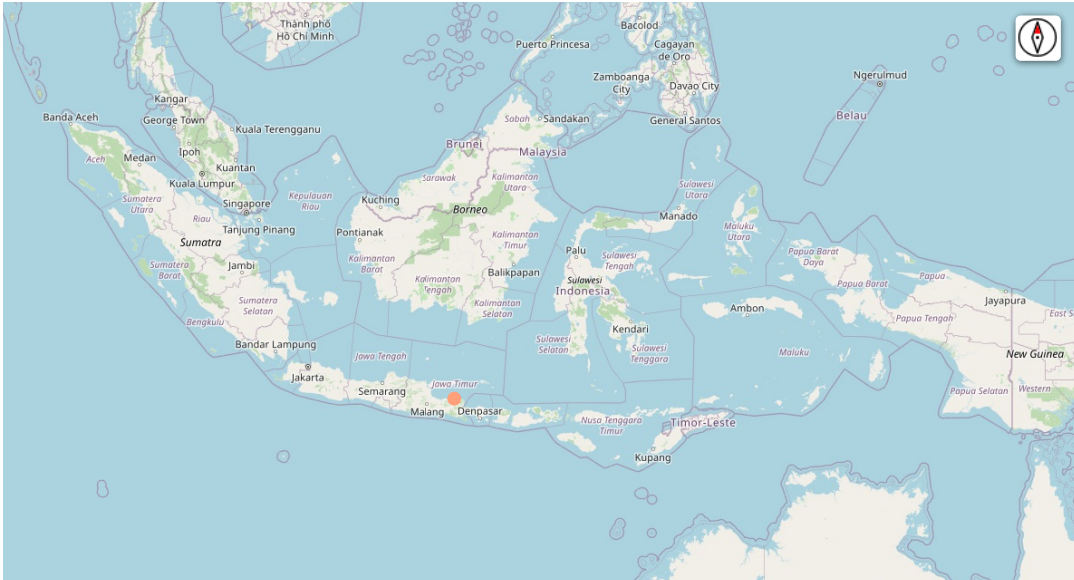 Thành phố
Hồ Chí Minh
Bacolod
Puerto Princesa
Cagayan
de Oro
Zamboanga
City
Davao City
Ngerulmud
General Santos
Belau
Kangar
Banda Aceh
George Town
Kuala Terengganu
Sabah
Sandakan
Brunei
Malaysia
Ipoh
Aceh
Medan
Kuantan
Kuala Lumpur
Sarawak
Kalimantan
Utara
Sulawesi
Utara
Sumatera
Utara
Singapore
Kepulauan
Riau
Kuching
Borneo
Manado
Riau
Tanjung Pinang
Pontianak
Maluku
Utara
Sumatra
Kalimantan
Timur
Palu
Sulawesi
Tengah
Papua Barat
Daya
Sumatera
Barat
Jambi
Kalimantan
Barat
Balikpapan
Sulawesi
Indonesia
Papua Barat
Papua
Kalimantan
Tengah
Sumatera
Selatan
Kalimantan
Selatan
Ambon
Jayapura
Papua Tengah
East S
Bengkulu
Kendari
Bandar Lampung
Sulawesi
Selatan
Sulawesi
Tenggara
Maluku
New Guinea
Jawa Tengah
Jakarta
Semarang
Jawa Timur
Papua Selatan
Western
Malang
Denpasar
Nusa Tenggara
Timur
Timor-Leste
Kupang